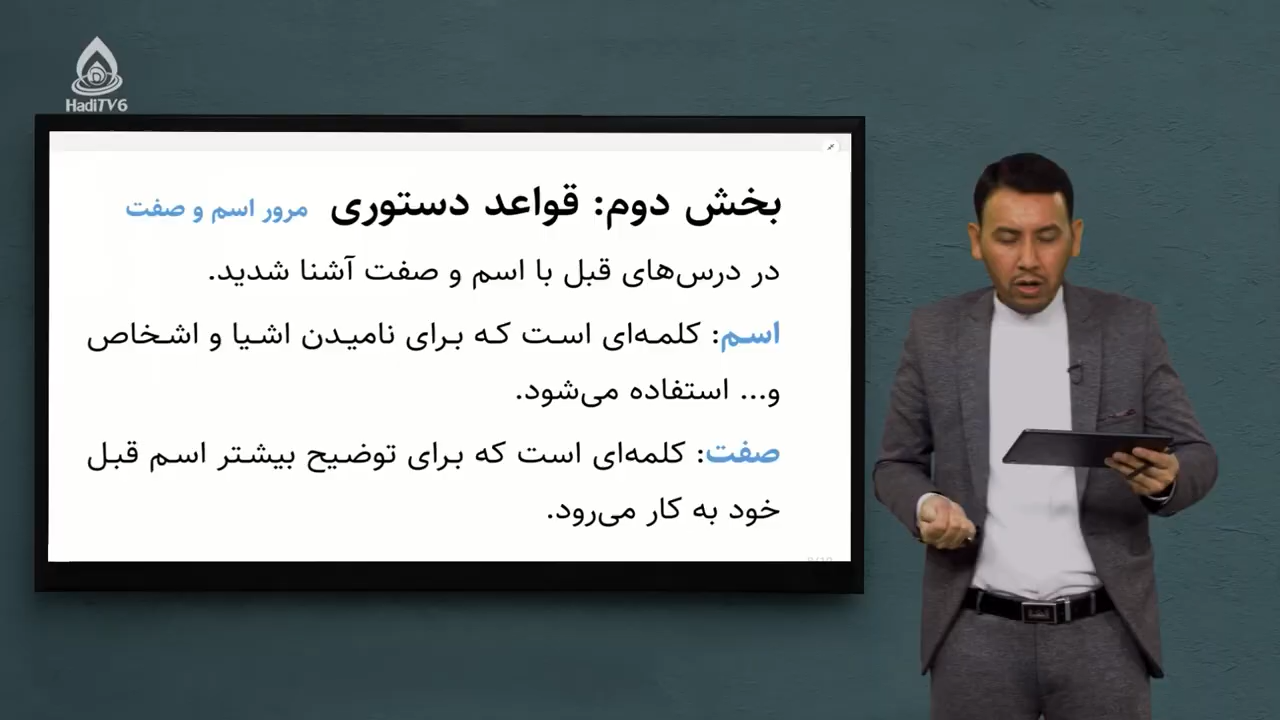 HadiTV6
بخش دوم: قواعد دستوری مرور اسم و صفت
در درس‌های قبل با اسم و صفت آشنا شدید.
اسم: کلمه‌ای است که برای نامیدن اشیا و اشخاص
و... استفاده می‌شود.
صفت: کلمه‌ای است که برای توضیح بیشتر اسم قبل
خود به کار می‌رود.